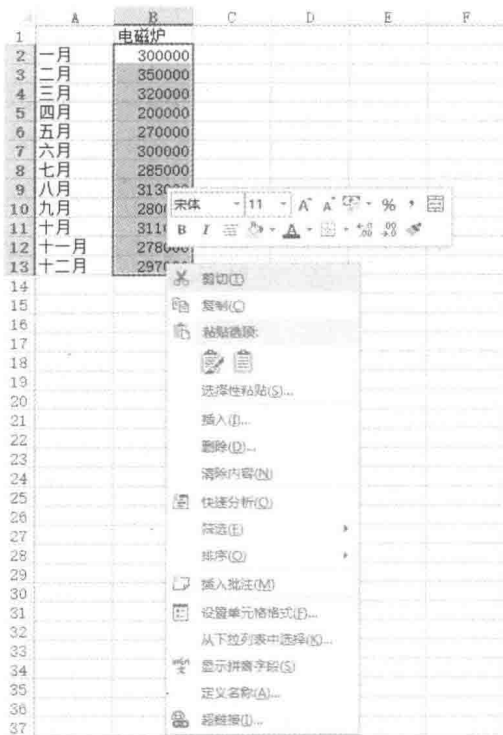 A B C D E F
1 电磁炉
2 一月 300000
3 二月 350000
4 三月 320000
5 四月 200000
6 五月 270000
7 六月 300000
8 七月 285000
9 八月 313
10 九月 280
宋体 11 A A %
11 十月 311
B I A
12 十一月 278
13 十二月 297
14
剪切(T)
15
复制(C)
16
粘贴选项:
17
18
19
选择性粘贴(S)...
20
21
插入(I)...
22
删除(D)...
23
24
清除内容(N)
25
快速分析(Q)
26
筛选(E)
27
28
排序(O)
29
插入批注(M)
30
31
设置单元格格式(F)...
32
从下拉列表中选择(K)...
33
34
显示拼音字段(S)
35
定义名称(A)...
36
超链接(I)...
37